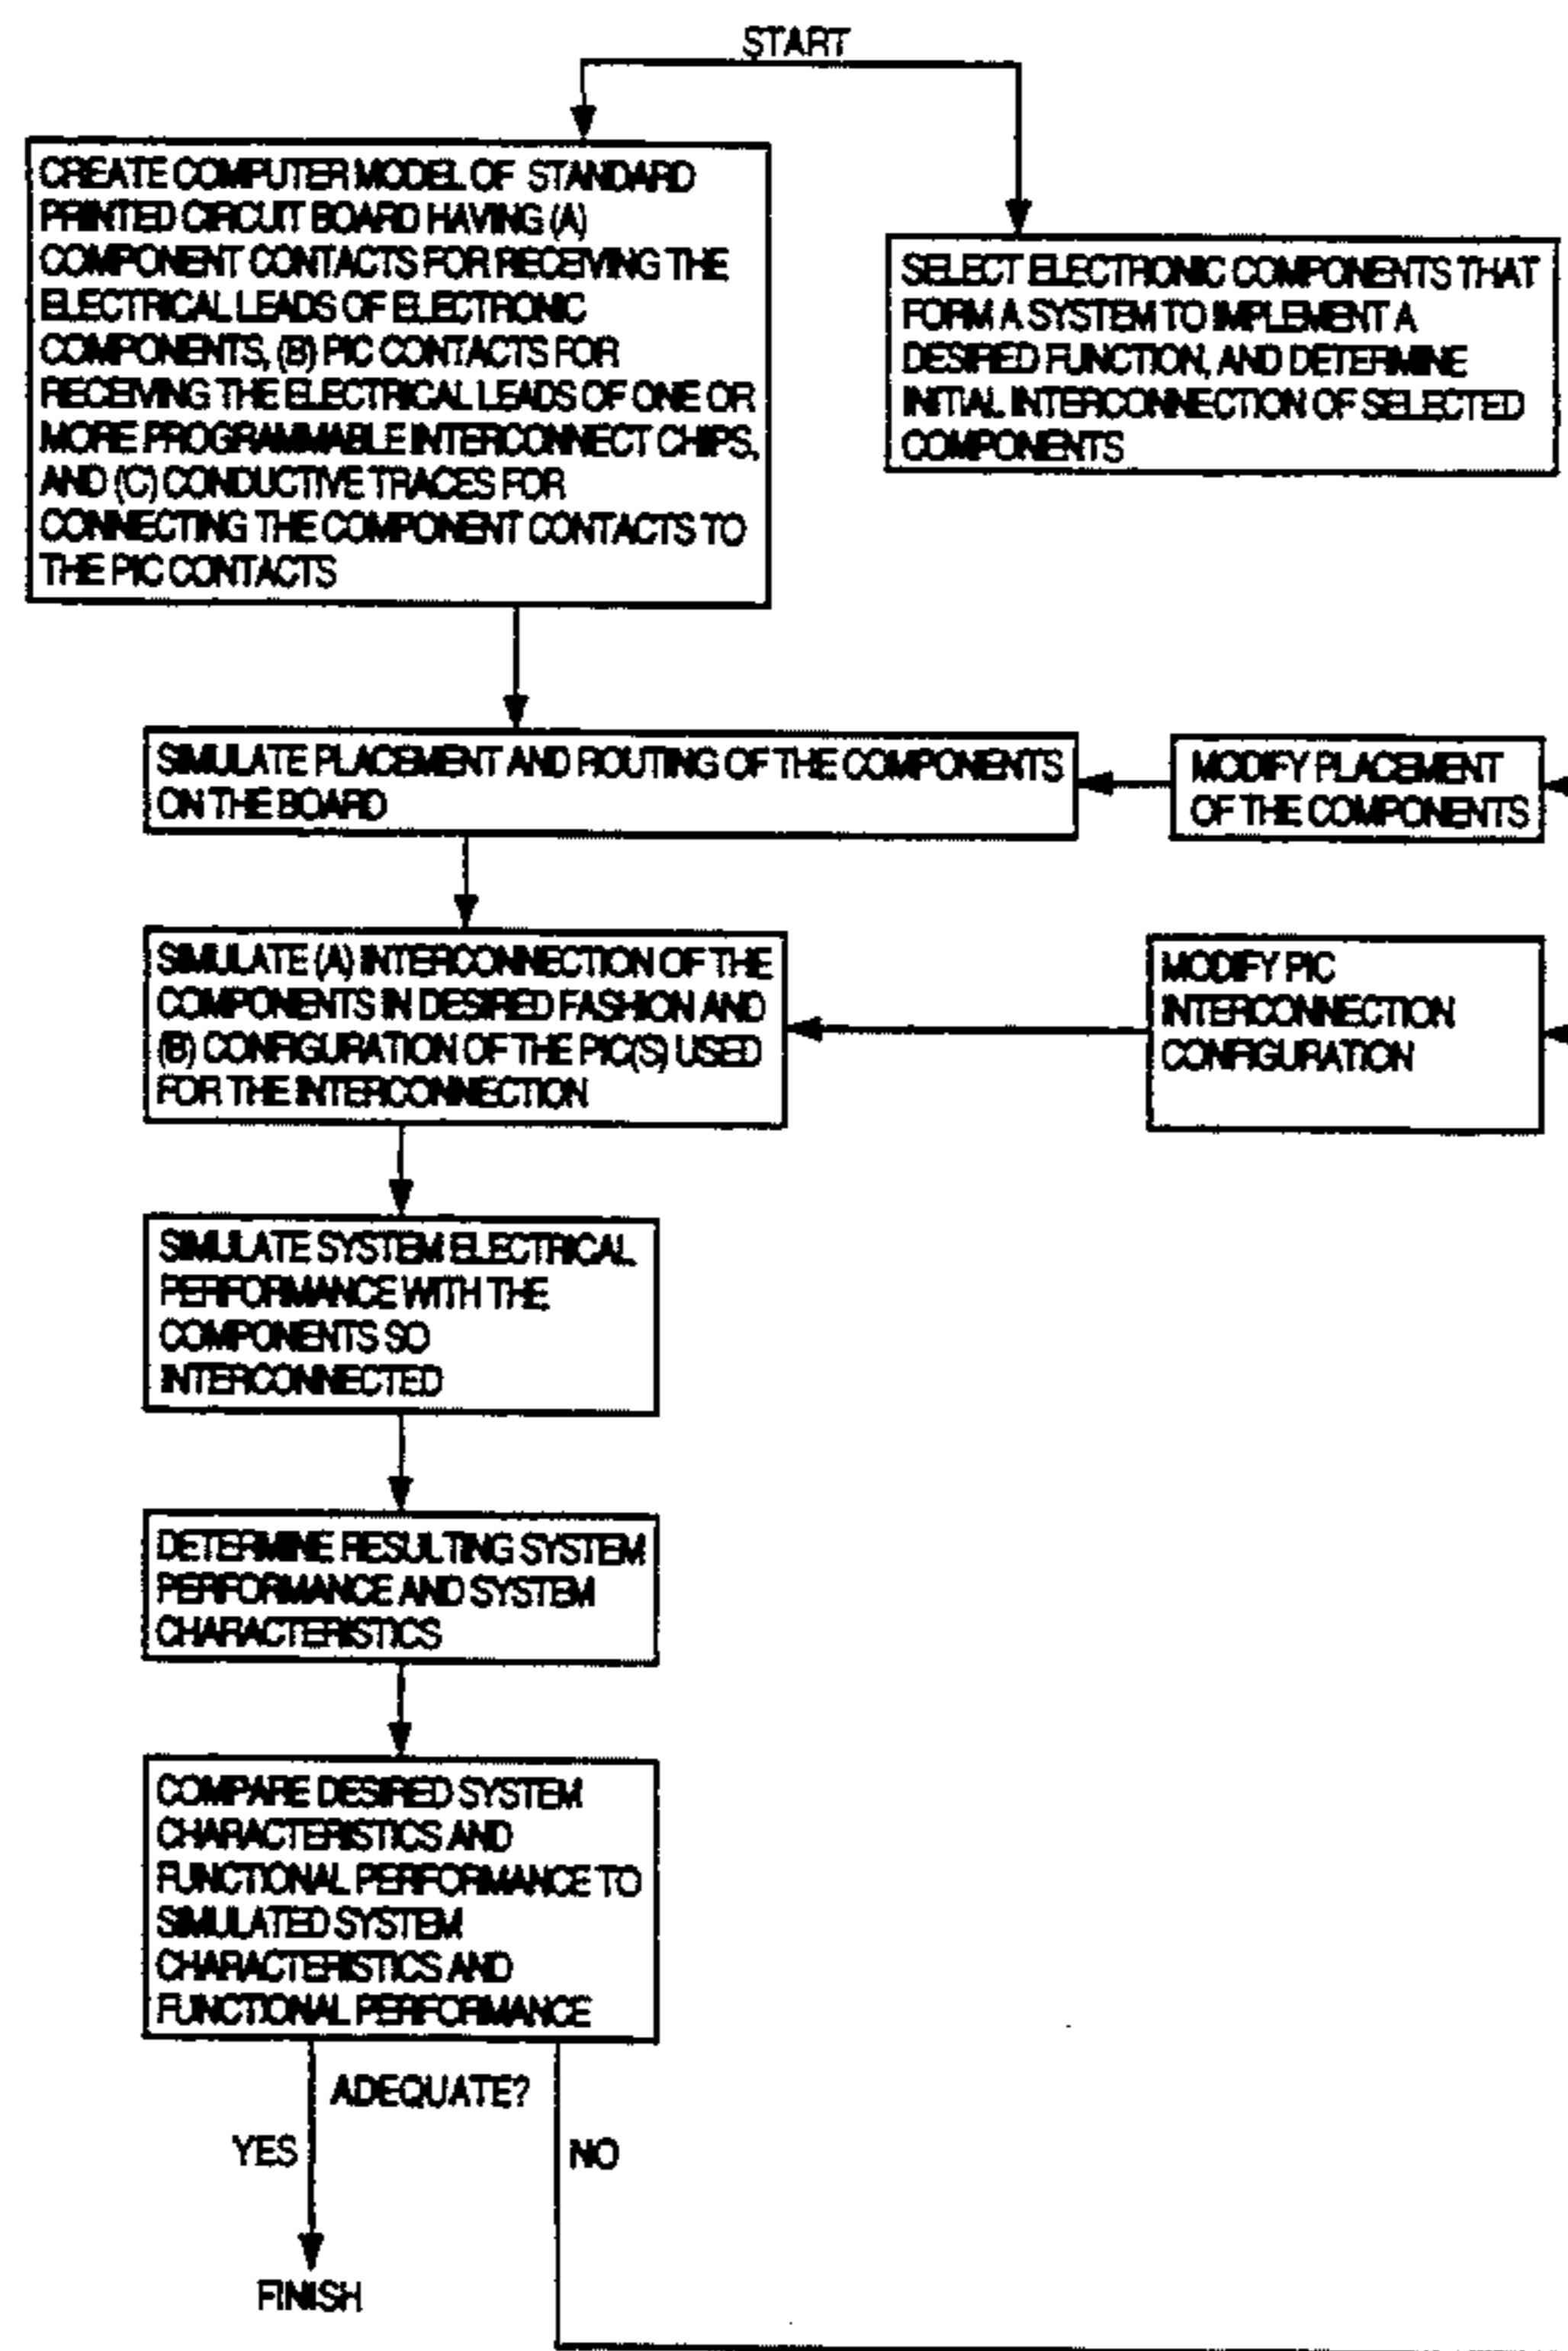 START
CREATE COMPUTER MODEL OF STANDARD
PRINTED CIRCUIT BOARD HAVING (A)
COMPONENT CONTACTS FOR RECEIVING THE
ELECTRICAL LEADS OF ELECTRONIC
COMPONENTS, (B) PIC CONTACTS FOR
RECEIVING THE ELECTRICAL LEADS OF ONE OR
MORE PROGRAMMABLE INTERCONNECT CHIPS,
AND (C) CONDUCTIVE TRACES FOR
CONNECTING THE COMPONENT CONTACTS TO
THE PIC CONTACTS
SELECT ELECTRONIC COMPONENTS THAT
FORM A SYSTEM TO IMPLEMENT A
DESIRED FUNCTION, AND DETERMINE
INITIAL INTERCONNECTION OF SELECTED
COMPONENTS
SIMULATE PLACEMENT AND ROUTING OF THE COMPONENTS
ON THE BOARD
MODIFY PLACEMENT
OF THE COMPONENTS
SIMULATE (A) INTERCONNECTION OF THE
COMPONENTS IN DESIRED FASHION AND
(B) CONFIGURATION OF THE PIC(S) USED
FOR THE INTERCONNECTION
MODIFY PIC
INTERCONNECTION
CONFIGURATION
SIMULATE SYSTEM ELECTRICAL
PERFORMANCE WITH THE
COMPONENTS SO
INTERCONNECTED
DETERMINE RESULTING SYSTEM
PERFORMANCE AND SYSTEM
CHARACTERISTICS
COMPARE DESIRED SYSTEM
CHARACTERISTICS AND
FUNCTIONAL PERFORMANCE TO
SIMULATED SYSTEM
CHARACTERISTICS AND
FUNCTIONAL PERFORMANCE
ADEQUATE?
YES
NO
FINISH